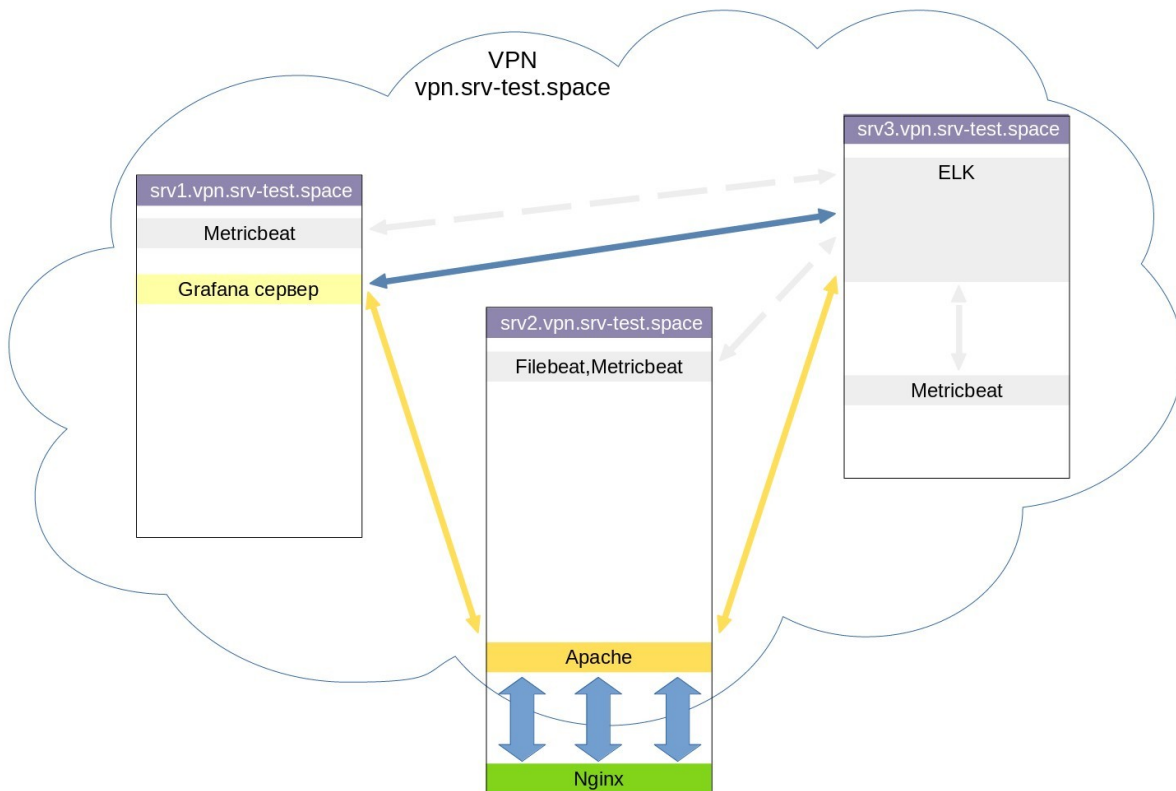 VPN
vpn.srv-test.space
srv1.vpn.srv-test.space
Metricbeat
Grafana сервер
srv2.vpn.srv-test.space
Filebeat,Metricbeat
Apache
Nginx
srv3.vpn.srv-test.space
ELK
Metricbeat